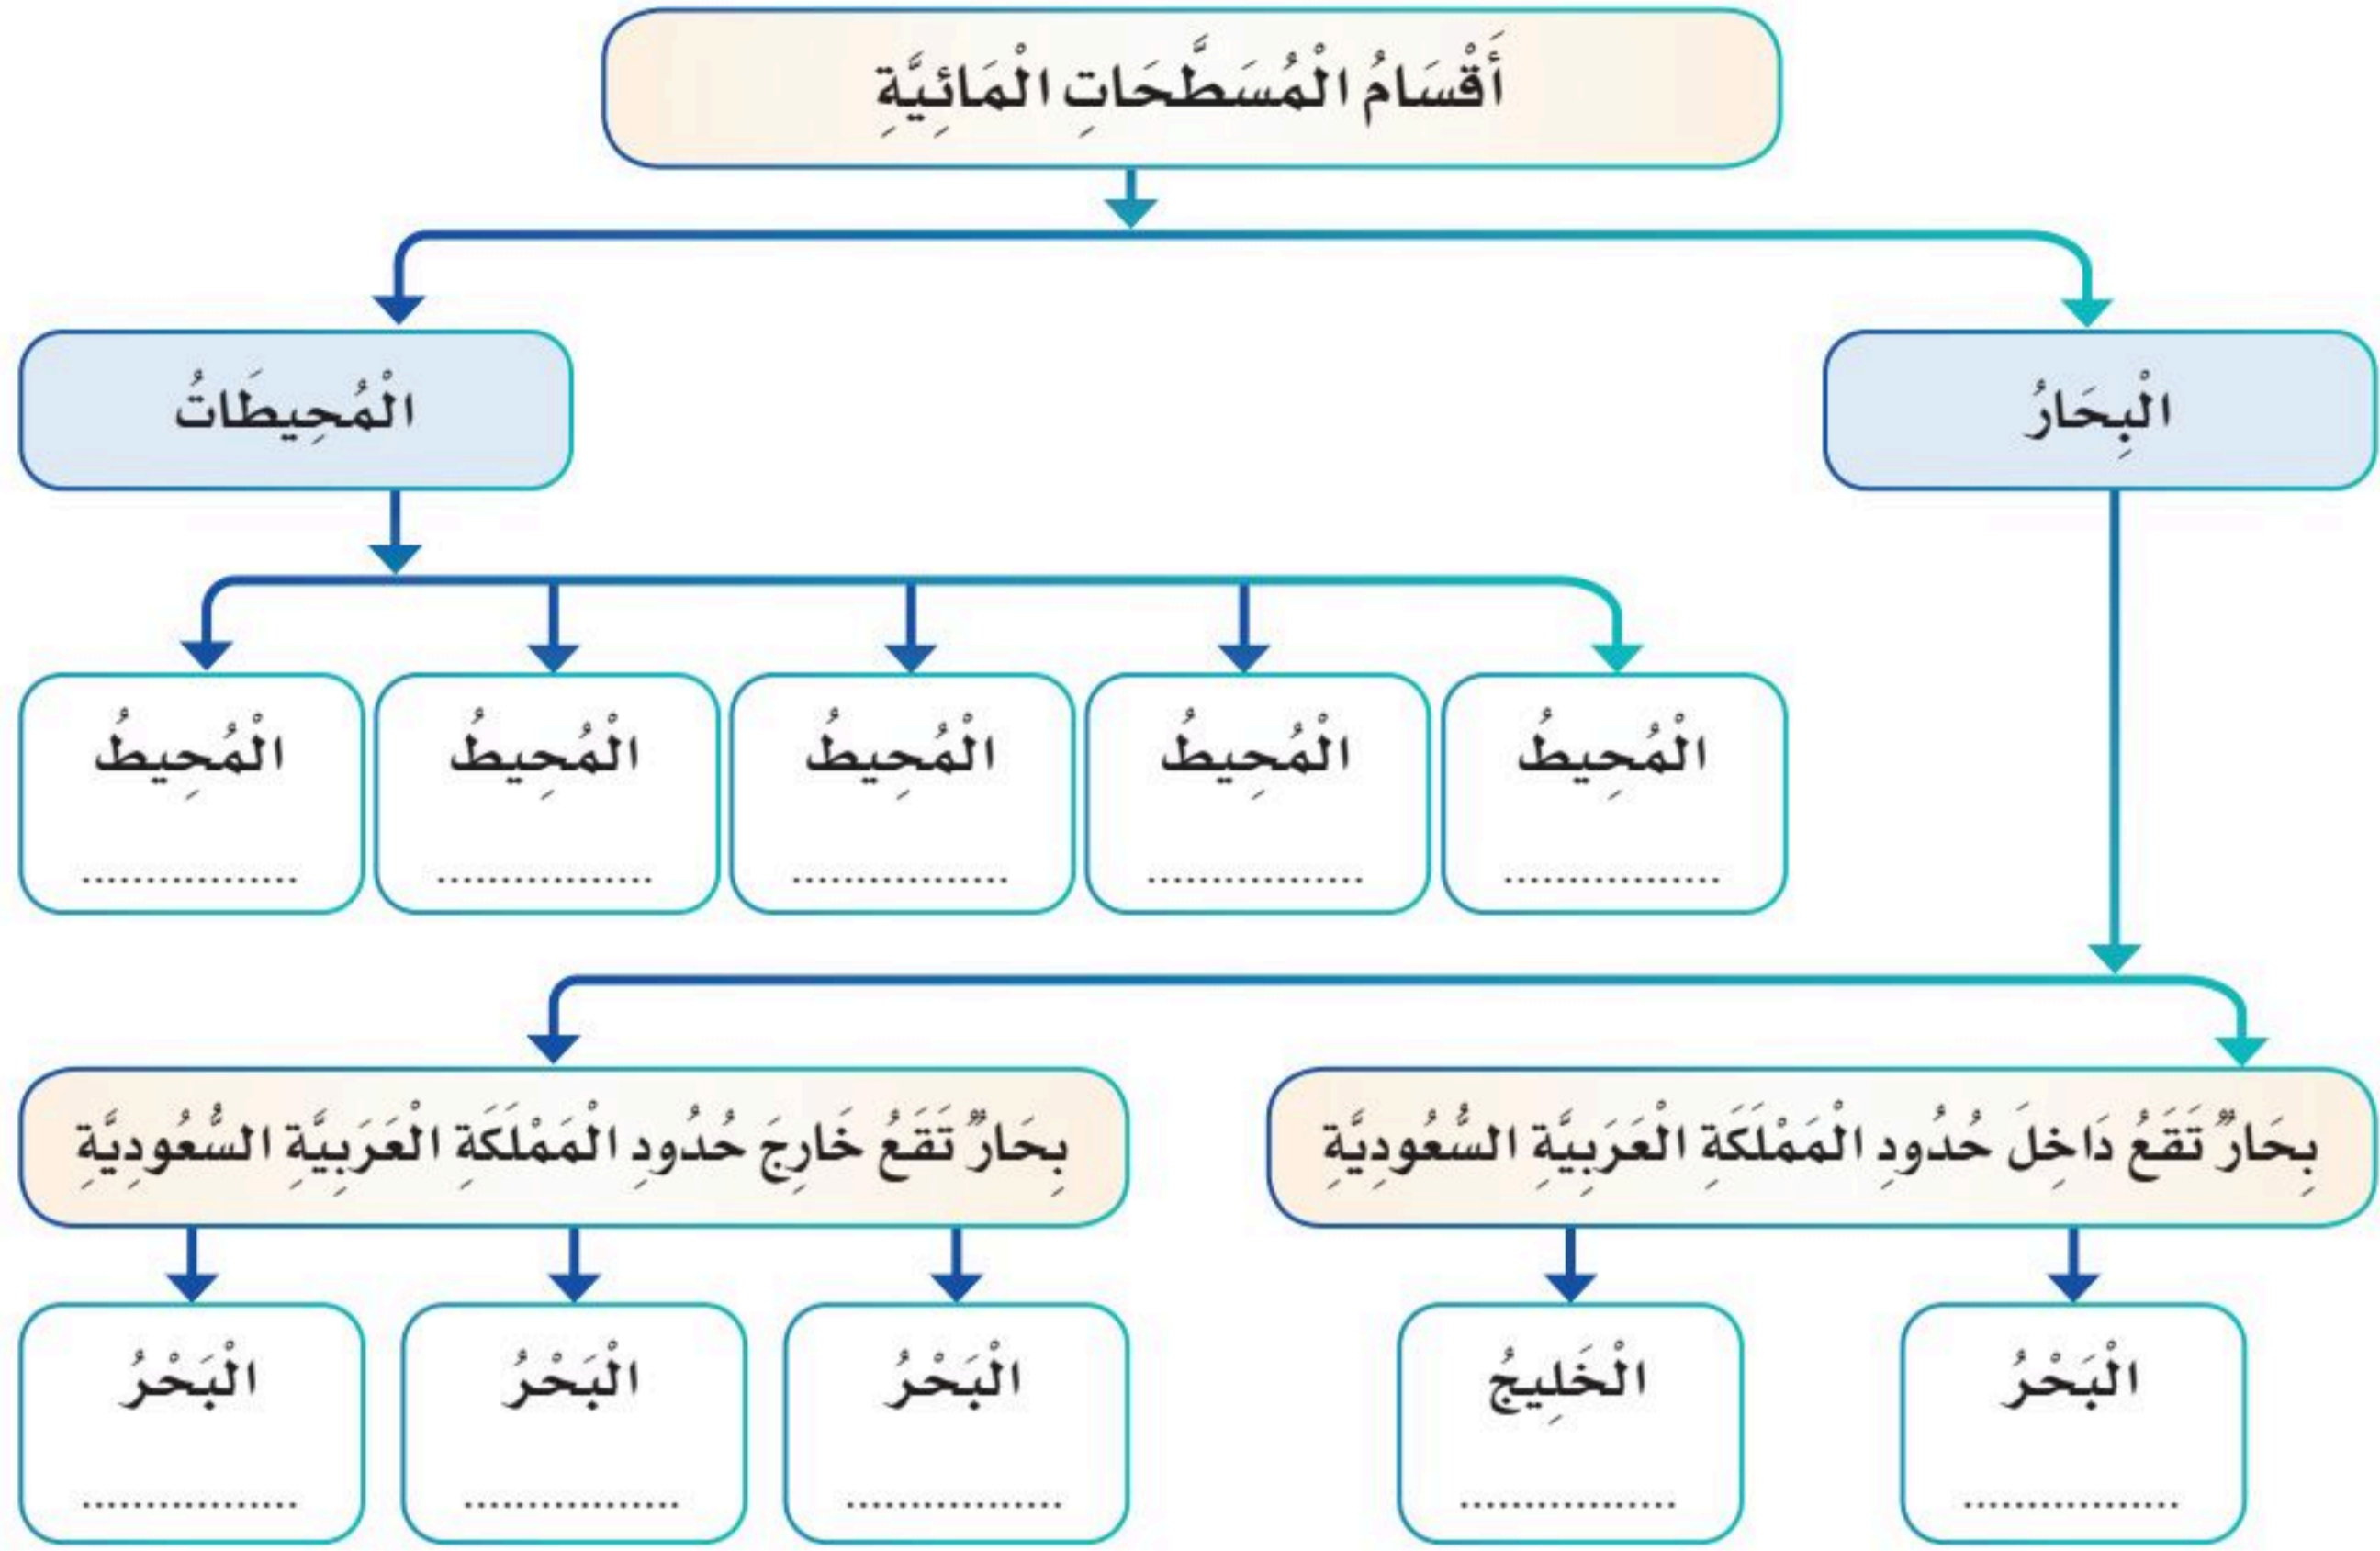 أَقْسَامُ الْمُسَطَّحَاتِ الْمَائِيَّةِ
الْبِحَارُ
الْمُحِيطَاتُ
الْمُحِيطُ
.................
الْمُحِيطُ
.................
الْمُحِيطُ
.................
الْمُحِيطُ
.................
الْمُحِيطُ
.................
بِحَارٌ تَقَعُ دَاخِلَ حُدُودِ الْمَمْلَكَةِ الْعَرَبِيَّةِ السُّعُودِيَّةِ
بِحَارٌ تَقَعُ خَارِجَ حُدُودِ الْمَمْلَكَةِ الْعَرَبِيَّةِ السُّعُودِيَّةِ
الْبَحْرُ
.................
الْخَلِيجُ
.................
الْبَحْرُ
.................
الْبَحْرُ
.................
الْبَحْرُ
.................